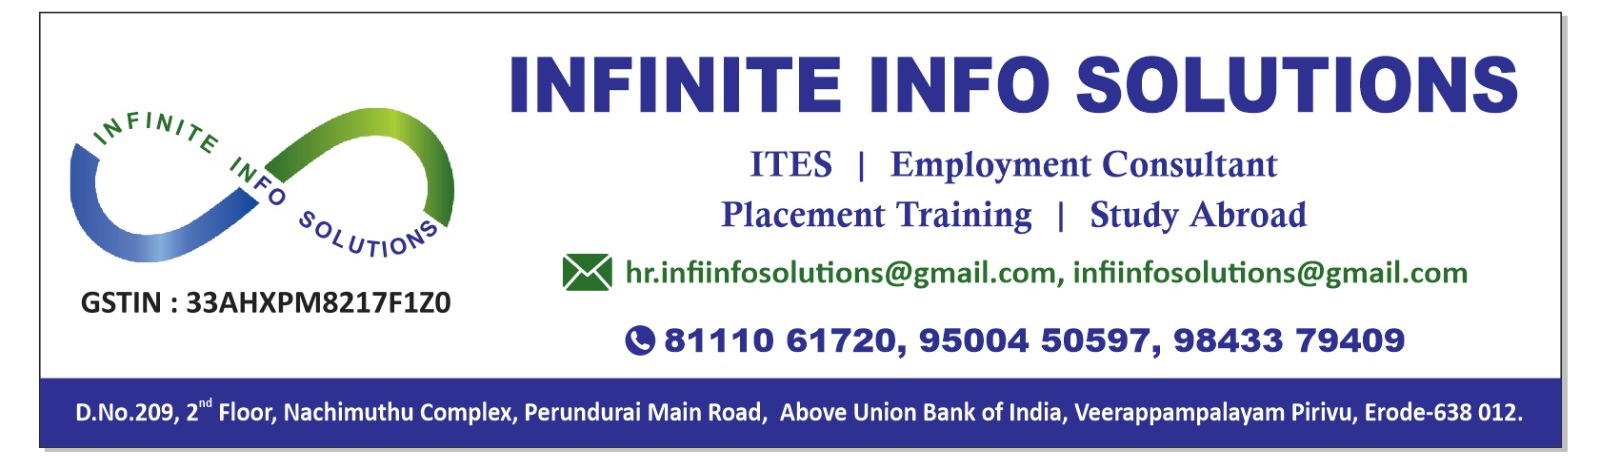 INFINITE INFO SOLUTIONS
GSTIN : 33AHXPM8217F1Z0
INFINITE INFO SOLUTIONS
ITES | Employment Consultant
Placement Training | Study Abroad
hr.infiinfosolutions@gmail.com, infiinfosolutions@gmail.com
81110 61720, 95004 50597, 98433 79409
D.No.209, 2nd Floor, Nachimuthu Complex, Perundurai Main Road, Above Union Bank of India, Veerappampalayam Pirivu, Erode-638 012.